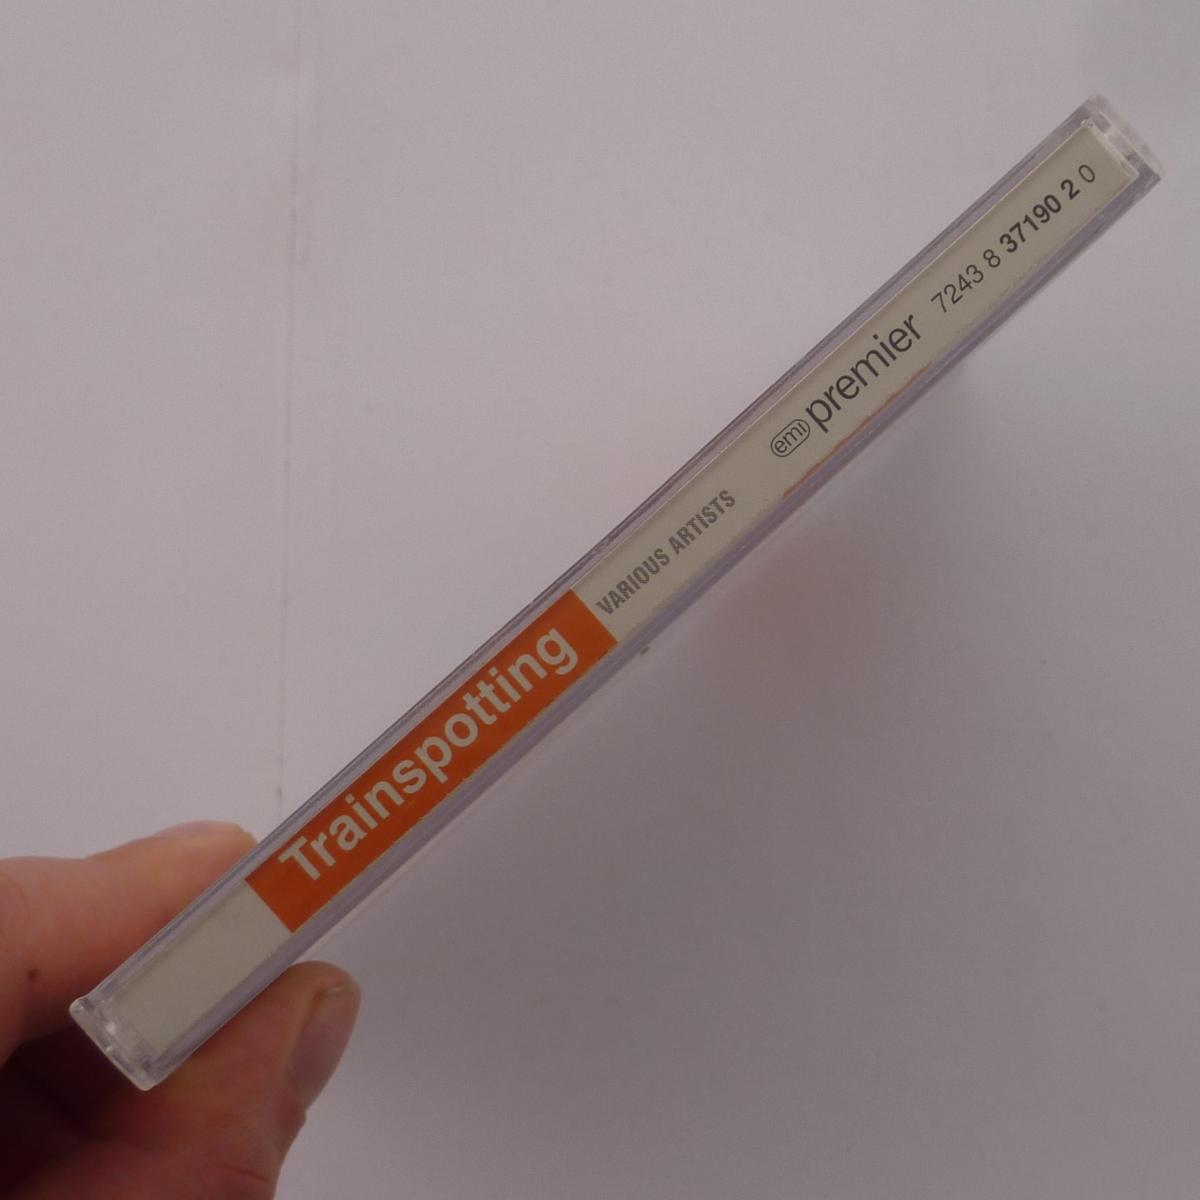 Trainspotting
VARIOUS ARTISTS
emi premier
7243 8 37190 2 0